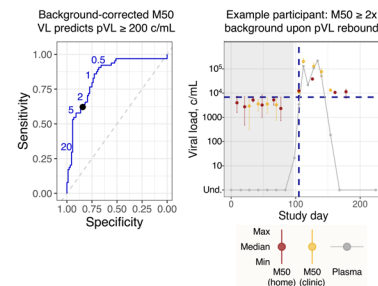 Background-corrected M50
VL predicts pVL ≥ 200 c/mL
Sensitivity
1.00
0.75
0.50
0.25
0.00
0.5
1
2
5
20
1.00 0.75 0.50 0.25 0.00
Specificity
Example participant: M50 ≥ 2x
background upon pVL rebound
Viral load, c/mL
1000
100
10
Und.
0 100 200
Study day
Max
Median
Min
M50
(home)
M50
(clinic)
Plasma